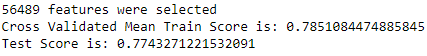 56489 features were selected
Cross Validated Mean Train Score is: 0.7851084474885845
Test Score is: 0.7743271221532091